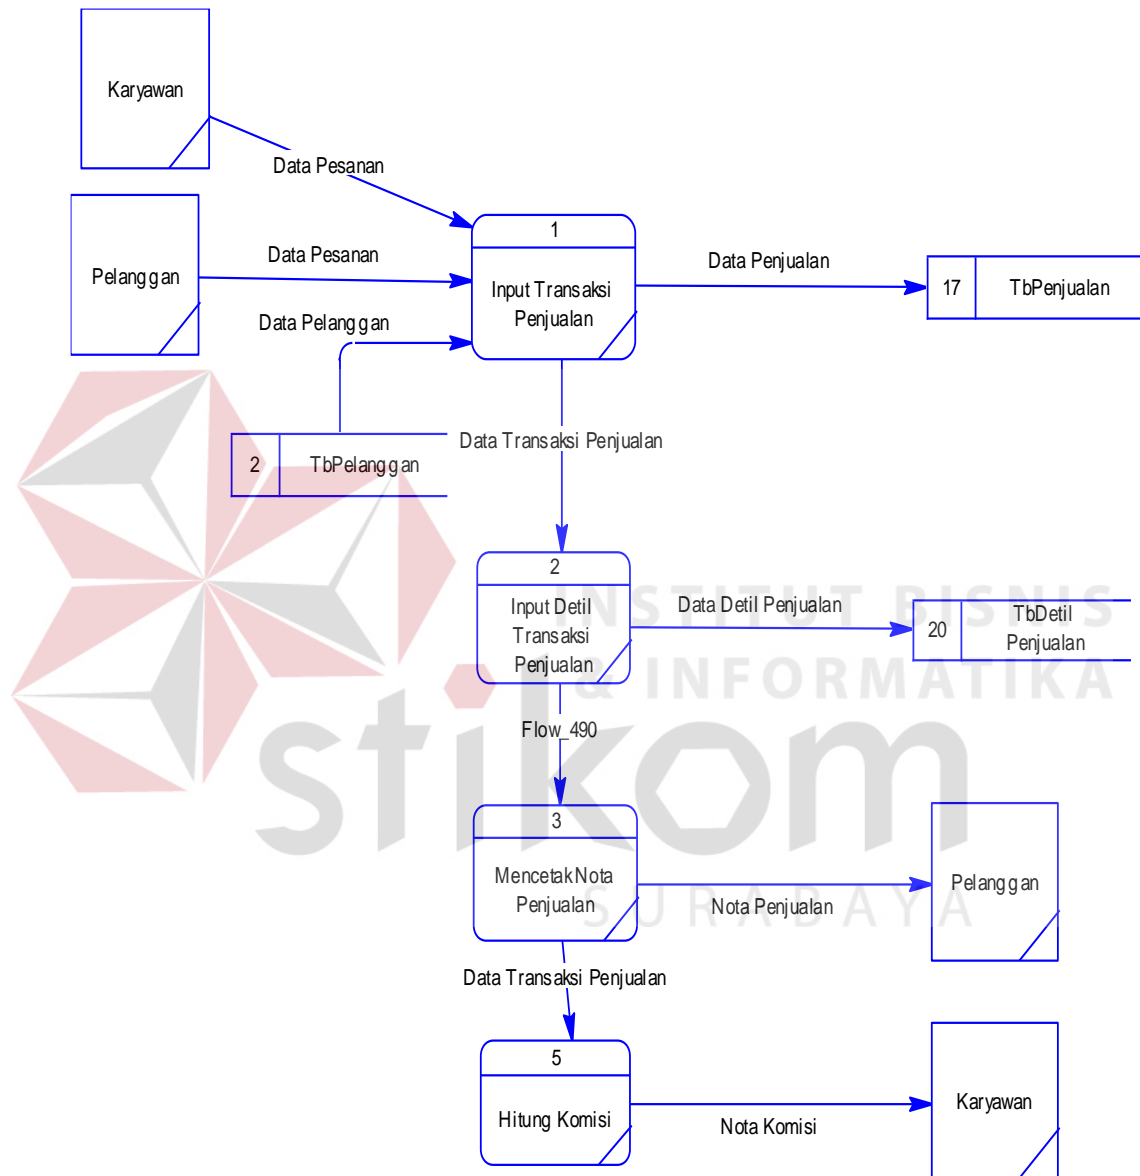 Karyawan
Data Pesanan
Pelanggan
Data Pesanan
Data Pelanggan
1
Input Transaksi
Penjualan
Data Penjualan
17 TbPenjualan
2 TbPelanggan
Data Transaksi Penjualan
2
Input Detil
Transaksi
Penjualan
Data Detil Penjualan
20 TbDetil
Penjualan
Flow_490
3
Mencetak Nota
Penjualan
Nota Penjualan
Pelanggan
Data Transaksi Penjualan
5
Hitung Komisi
Nota Komisi
Karyawan
INSTITUT BISNIS
& INFORMATIKA
stikom
SURABAYA